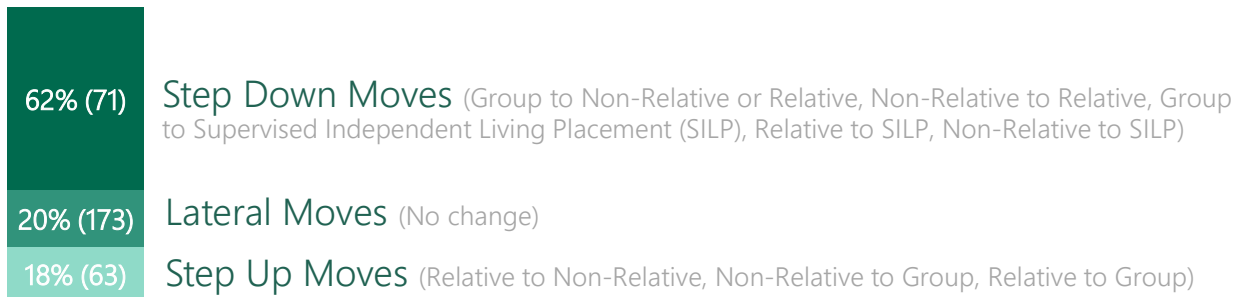 62% (71)
Step Down Moves (Group to Non-Relative or Relative, Non-Relative to Relative, Group
to Supervised Independent Living Placement (SILP), Relative to SILP, Non-Relative to SILP)
20% (173)
Lateral Moves (No change)
18% (63)
Step Up Moves (Relative to Non-Relative, Non-Relative to Group, Relative to Group)